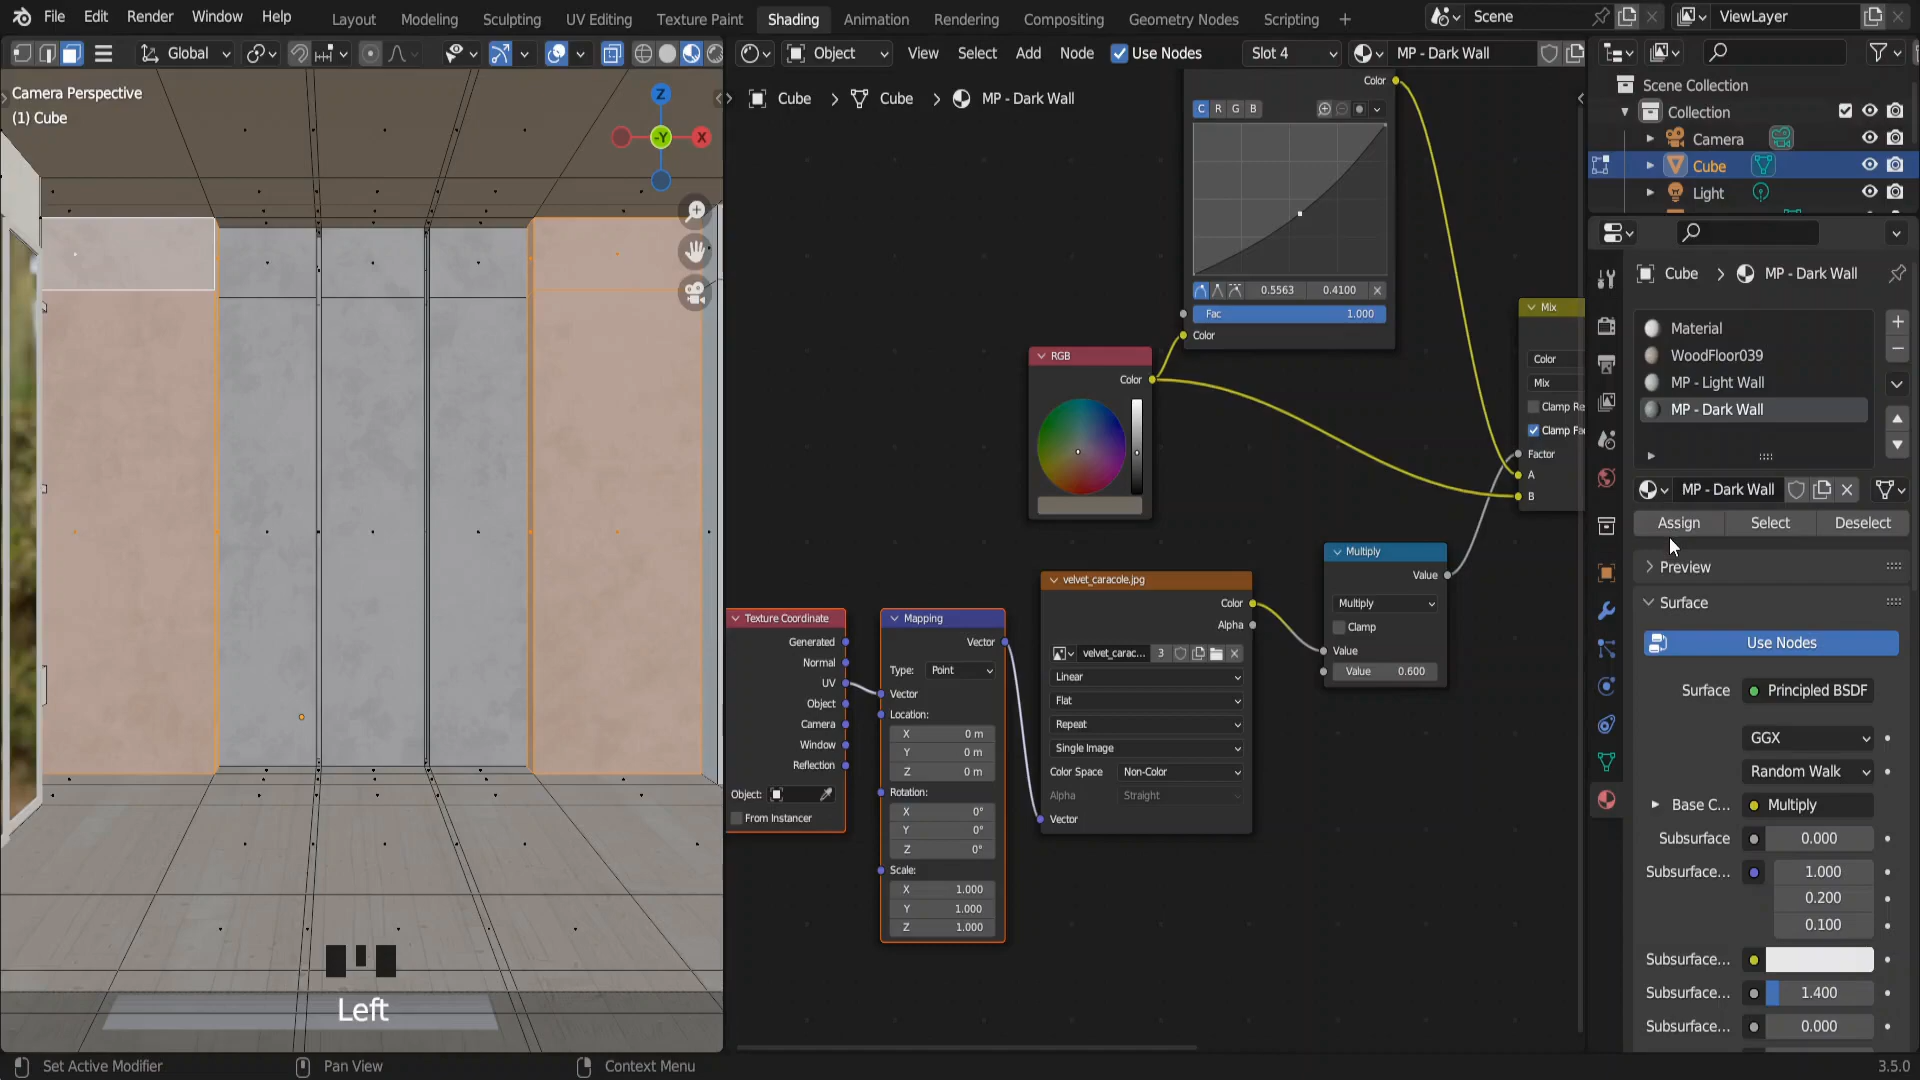 File Edit Render Window Help
Layout Modeling Sculpting UV Editing Texture Paint Shading Animation Rendering Compositing Geometry Nodes Scripting
Scene ViewLayer
Global
Object View Select Add Node Use Nodes Slot 4 MP - Dark Wall
Camera Perspective
(1) Cube
Z
-Y
X
Cube Cube MP - Dark Wall
Color
C R G B
0.5563 0.4100
Fac 1.000
Color
RGB
Color
Mix
Color
Mix
Clamp Re
Clamp Fac
Factor
A
B
Texture Coordinate
Generated
Normal
UV
Object
Camera
Window
Reflection
Object:
From Instancer
Mapping
Vector
Type: Point
Vector
Location:
X 0 m
Y 0 m
Z 0 m
Rotation:
X 0°
Y 0°
Z 0°
Scale:
X 1.000
Y 1.000
Z 1.000
velvet_caracole.jpg
Color
Alpha
velvet_carac... 3
Linear
Flat
Repeat
Single Image
Color Space Non-Color
Alpha Straight
Vector
Multiply
Value
Multiply
Clamp
Value
Value 0.600
Scene Collection
Collection
Camera
Cube
Light
Cube MP - Dark Wall
Material
WoodFloor039
MP - Light Wall
MP - Dark Wall
MP - Dark Wall
Assign Select Deselect
Preview
Surface
Use Nodes
Surface Principled BSDF
GGX
Random Walk
Base C... Multiply
Subsurface 0.000
Subsurface... 1.000
0.200
0.100
Subsurface...
Subsurface... 1.400
Subsurface... 0.000
Left
Set Active Modifier Pan View Context Menu 3.5.0